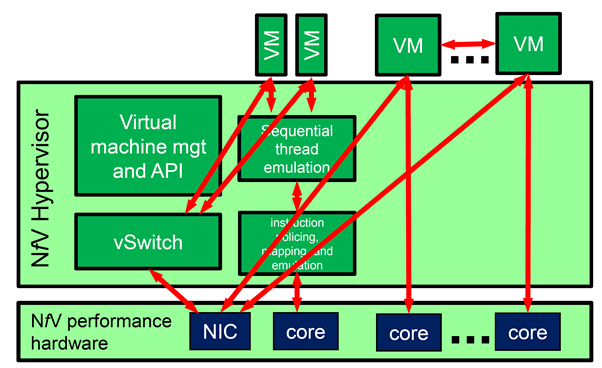 VM
VM
VM
VM
NfV Hypervisor
Virtual
machine mgt
and API
Sequential
thread
emulation
vSwitch
instruction
policing,
mapping and
emulation
NfV performance
hardware
NIC
core
core
core